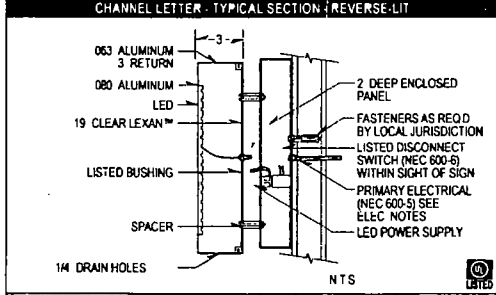 CHANNEL LETTER - TYPICAL SECTION - REVERSE-LIT
-3-
063 ALUMINUM
3 RETURN
080 ALUMINUM
LED
19 CLEAR LEXAN™
LISTED BUSHING
SPACER
1/4 DRAIN HOLES
2 DEEP ENCLOSED
PANEL
FASTENERS AS REQ D
BY LOCAL JURISDICTION
LISTED DISCONNECT
SWITCH (NEC 600-6)
WITHIN SIGHT OF SIGN
PRIMARY ELECTRICAL
(NEC 600-5) SEE
ELEC NOTES
LED POWER SUPPLY
NTS
UL
LISTED